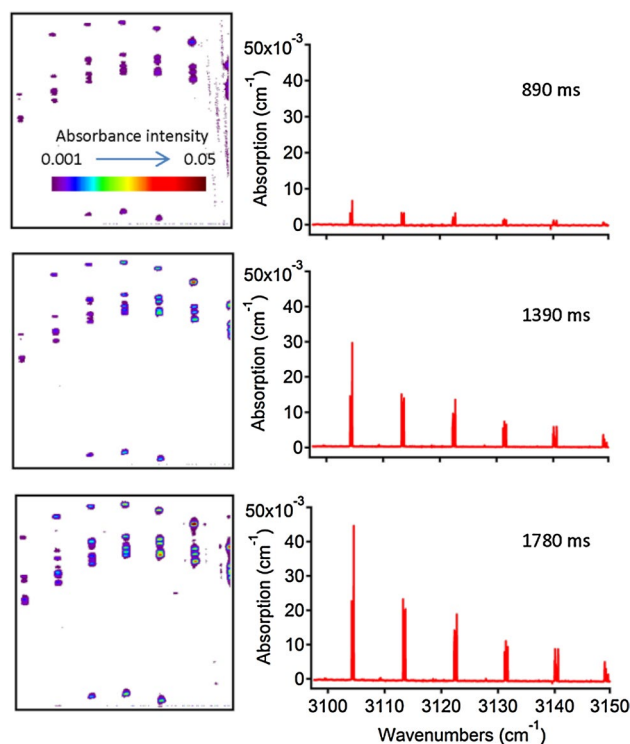 Absorbance intensity
0.001 0.05
50x10⁻³
40
30
20
10
0
Absorption (cm⁻¹)
890 ms
50x10⁻³
40
30
20
10
0
Absorption (cm⁻¹)
1390 ms
50x10⁻³
40
30
20
10
0
Absorption (cm⁻¹)
1780 ms
3100 3110 3120 3130 3140 3150
Wavenumbers (cm⁻¹)